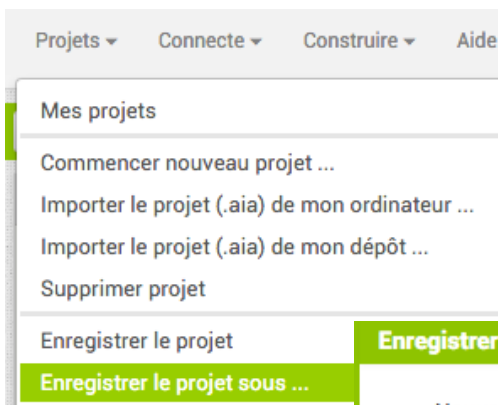 Projets Connecte Construire Aide
Mes projets
Commencer nouveau projet ...
Importer le projet (.aia) de mon ordinateur ...
Importer le projet (.aia) de mon dépôt ...
Supprimer projet
Enregistrer le projet
Enregistrer
Enregistrer le projet sous ...